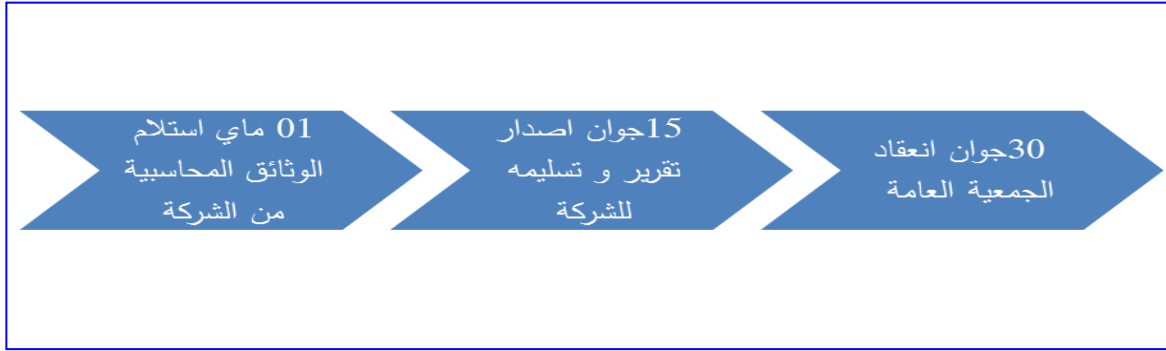 01 ماي استلام
الوثائق المحاسبية
من الشركة
15جوان اصدار
تقرير و تسليمه
للشركة
30جوان انعقاد
الجمعية العامة